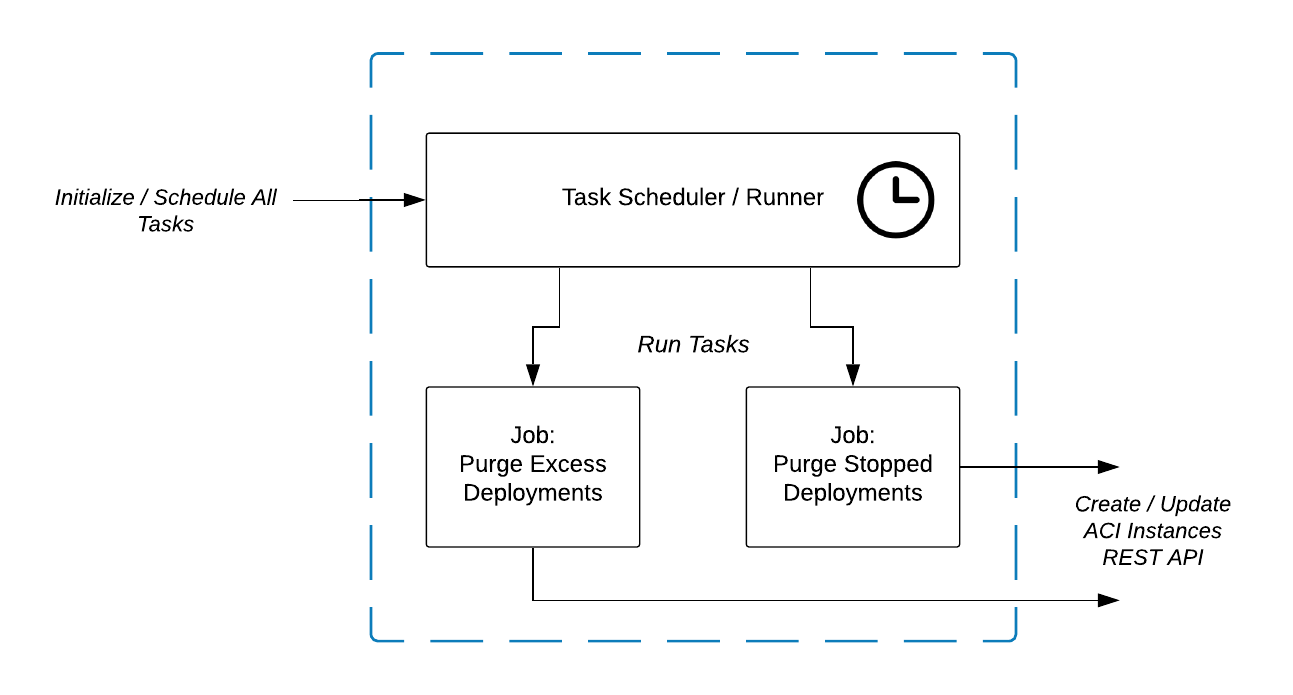 Initialize / Schedule All
Tasks
Task Scheduler / Runner
Run Tasks
Job:
Purge Excess
Deployments
Job:
Purge Stopped
Deployments
Create / Update
ACI Instances
REST API